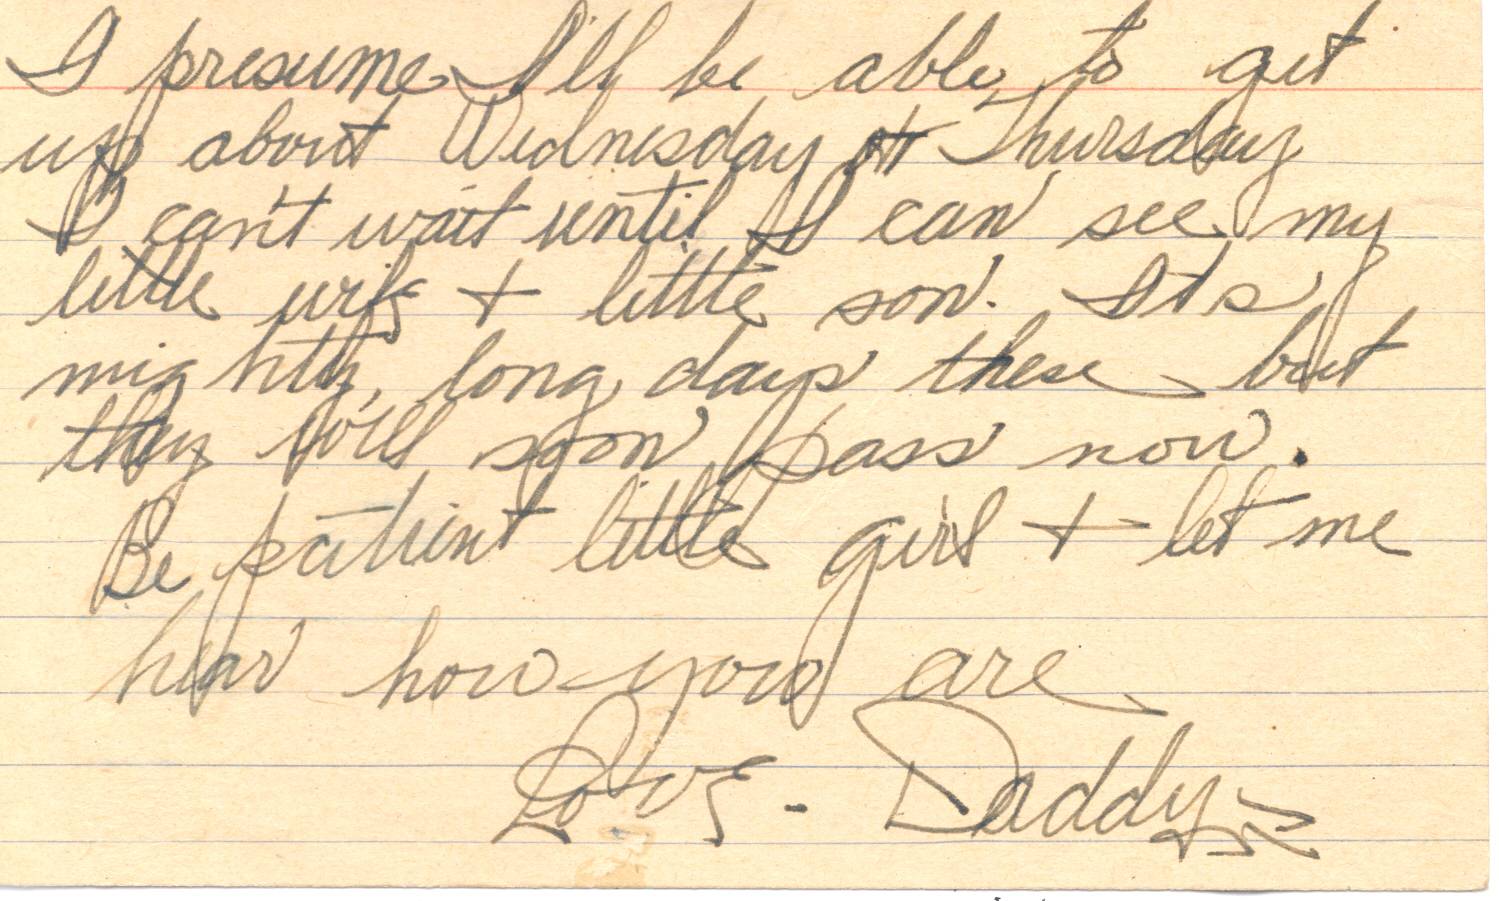 I presume I'll be able to get
up about Wednesday or Thursday
I can't wait until I can see my
little wife + little son. Its
mighty long days these but
they will soon pass now.
Be patient little girl + let me
hear how you are
Love - Daddy